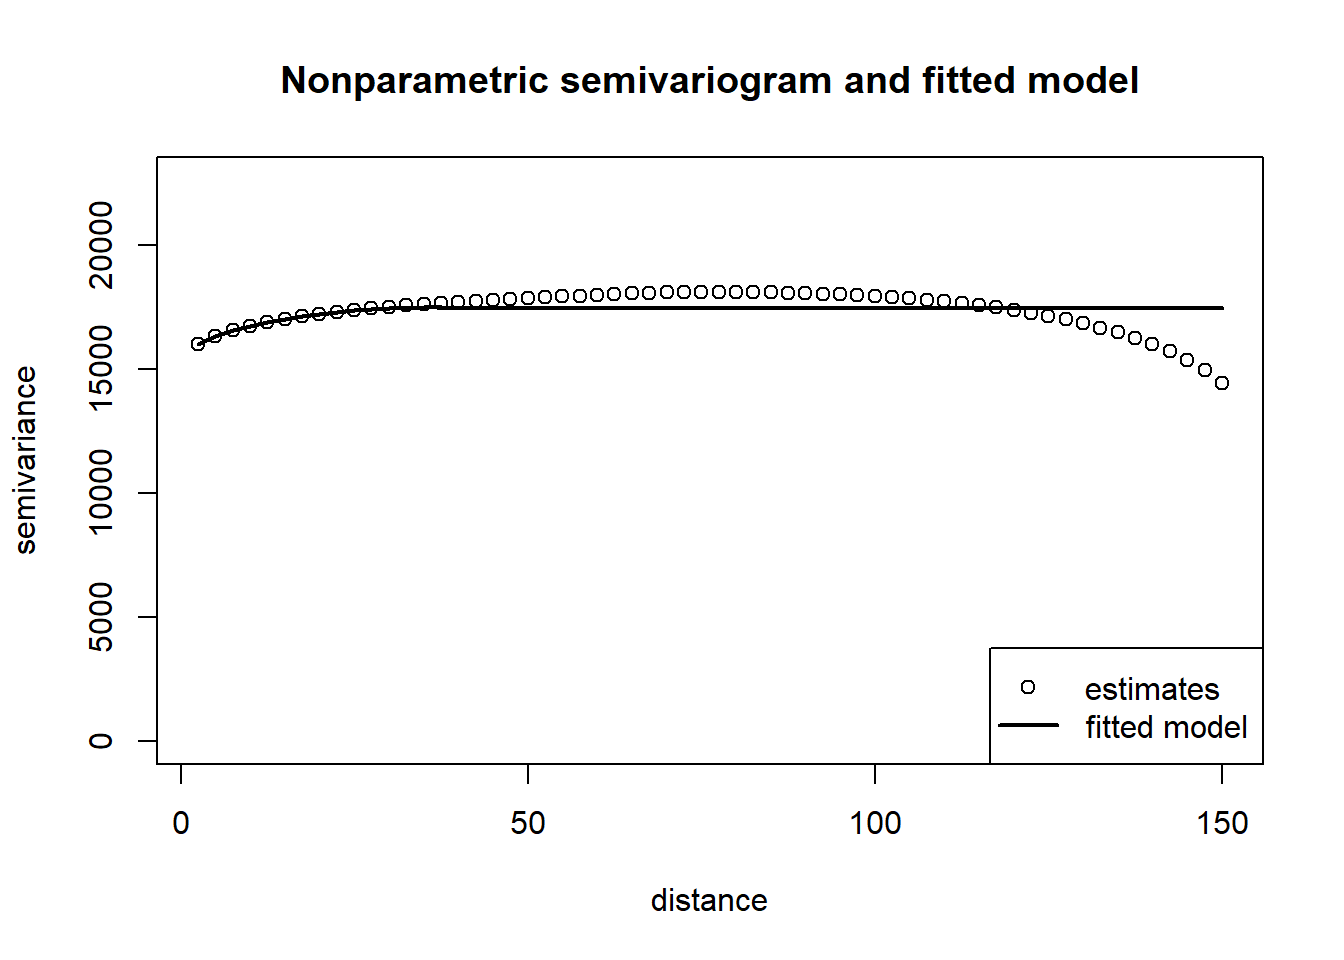 Nonparametric semivariogram and fitted model
semivariance
20000
15000
10000
5000
0
estimates
fitted model
0 50 100 150
distance